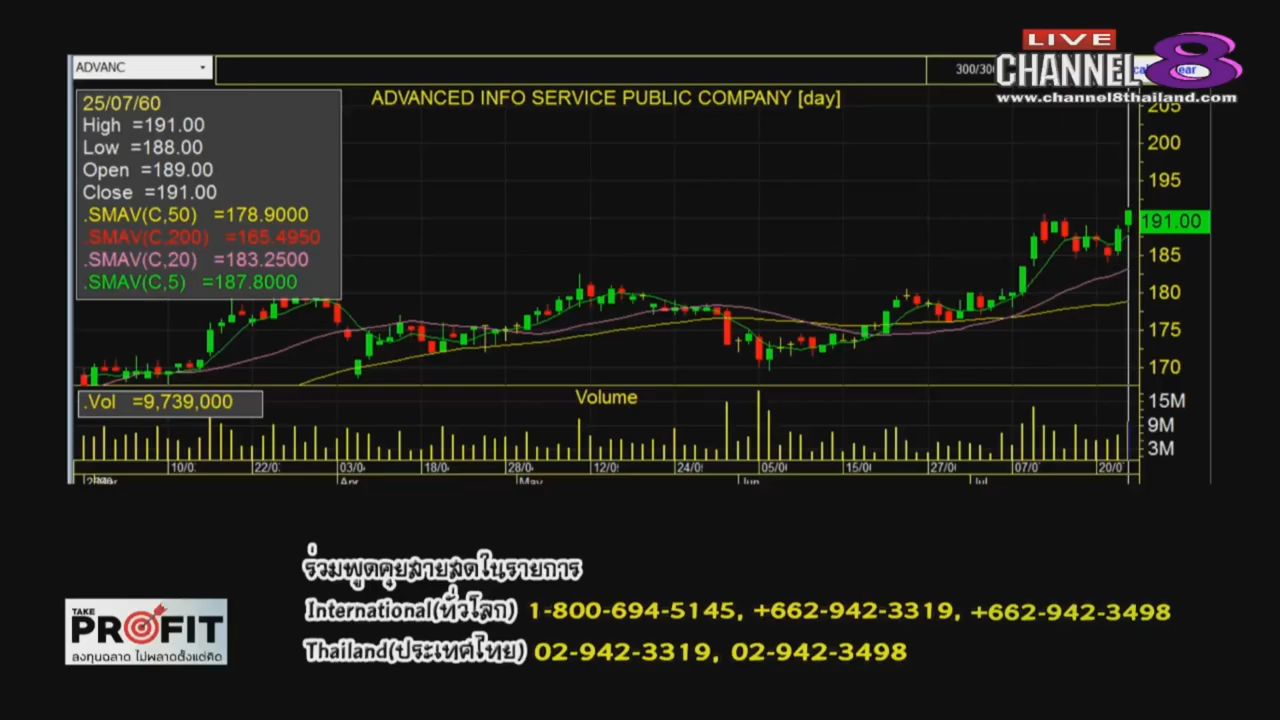 LIVE
CHANNEL 8
www.channel8thailand.com
ADVANC
300/300
ADVANCED INFO SERVICE PUBLIC COMPANY [day]
25/07/60
High =191.00
Low =188.00
Open =189.00
Close =191.00
.SMAV(C,50) =178.9000
.SMAV(C,200) =165.4950
.SMAV(C,20) =183.2500
.SMAV(C,5) =187.8000
205
200
195
191.00
185
180
175
170
.Vol =9,739,000
Volume
15M
9M
3M
10/0 22/0 03/0 18/0 28/0 12/0 24/0 05/0 15/0 27/0 07/0 20/0
Apr May Jun Jul
ร่วมพูดคุยสายสดในรายการ
International(ทั่วโลก) 1-800-694-5145, +662-942-3319, +662-942-3498
Thailand(ประเทศไทย) 02-942-3319, 02-942-3498
TAKE
PROFIT
ลงทุนฉลาด ไม่พลาดตั้งแต่คิด